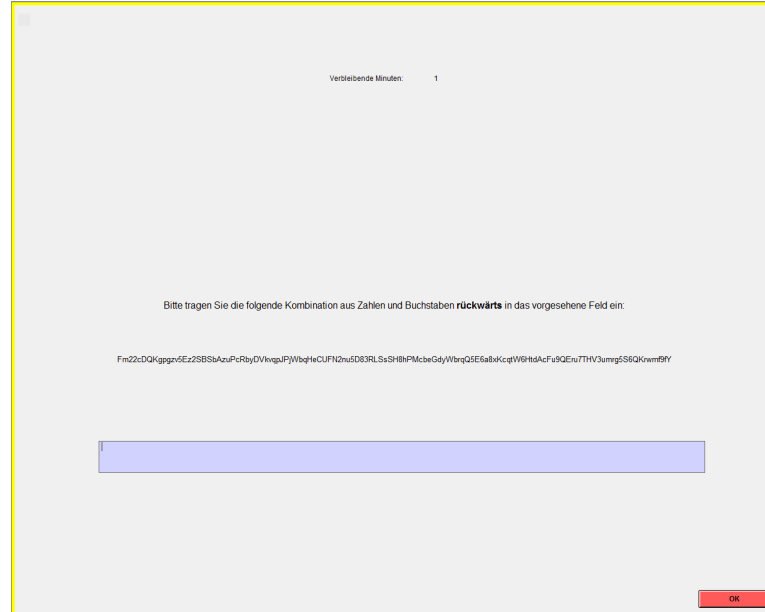 Verbleibende Minuten: 1
Bitte tragen Sie die folgende Kombination aus Zahlen und Buchstaben rückwärts in das vorgesehene Feld ein:
Fm22cDQKgpgzv5Ez2SBSbAzuPcRbyDVkvqpJPjWbqHeCUFN2nu5D83RLSsSH8hPMcbeGdyWbrqQ5E6a8xKcqtW6HtdAcFu9QEru7THV3umrg5S6QKrwmf9fY
OK